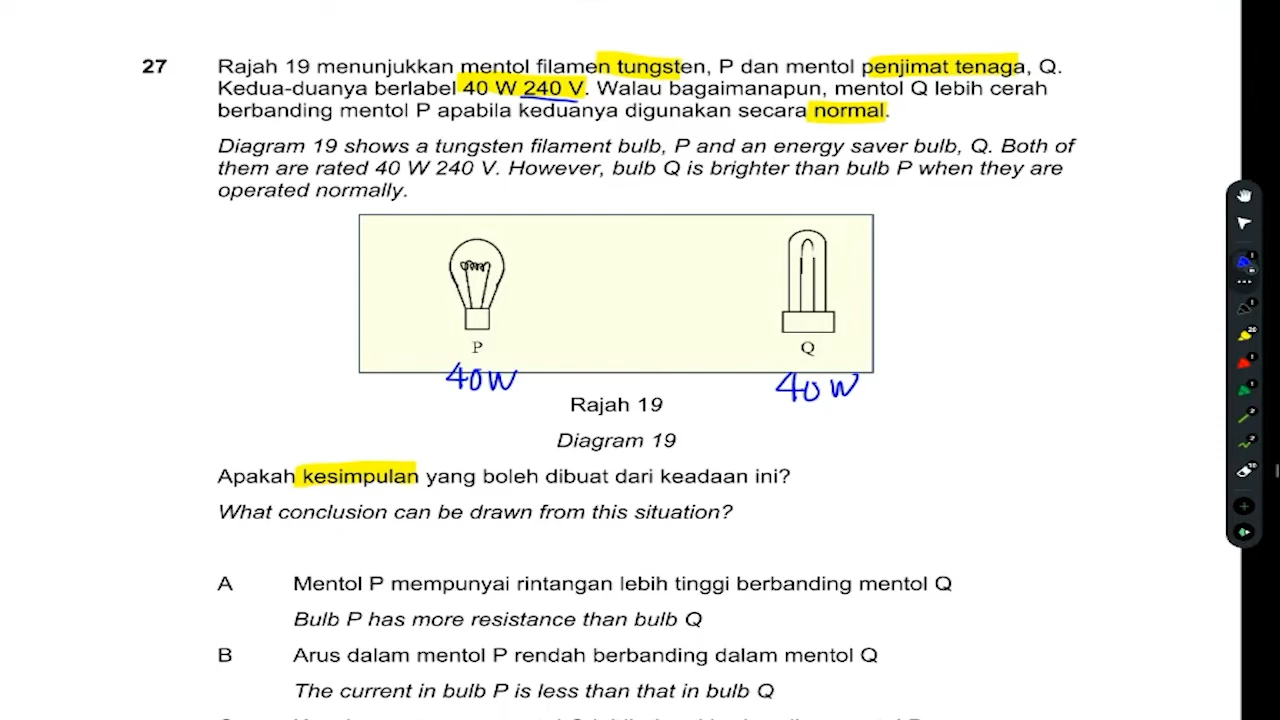 27 Rajah 19 menunjukkan mentol filamen tungsten, P dan mentol penjimat tenaga, Q.
Kedua-duanya berlabel 40 W 240 V. Walau bagaimanapun, mentol Q lebih cerah
berbanding mentol P apabila keduanya digunakan secara normal.
Diagram 19 shows a tungsten filament bulb, P and an energy saver bulb, Q. Both of
them are rated 40 W 240 V. However, bulb Q is brighter than bulb P when they are
operated normally.
P Q
40W 40W
Rajah 19
Diagram 19
Apakah kesimpulan yang boleh dibuat dari keadaan ini?
What conclusion can be drawn from this situation?
A Mentol P mempunyai rintangan lebih tinggi berbanding mentol Q
Bulb P has more resistance than bulb Q
B Arus dalam mentol P rendah berbanding dalam mentol Q
The current in bulb P is less than that in bulb Q